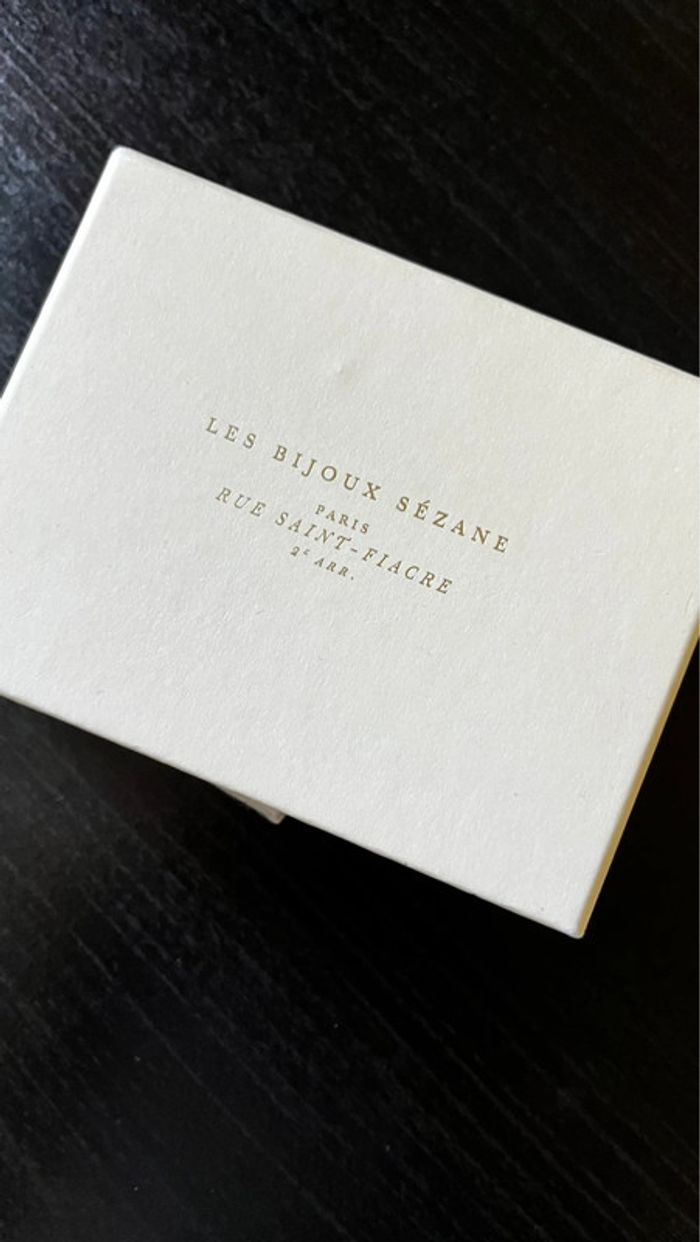 LES BIJOUX SÉZANE
PARIS
RUE SAINT-FIACRE
2E ARR.